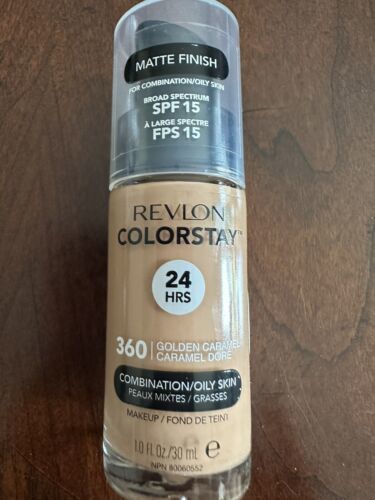 MATTE FINISH
FOR COMBINATION/OILY SKIN
BROAD SPECTRUM
SPF 15
À LARGE SPECTRE
FPS 15
REVLON
COLORSTAY™
24
HRS
360 | GOLDEN CARAMEL
CARAMEL DORÉ
COMBINATION/OILY SKIN
PEAUX MIXTES / GRASSES
MAKEUP / FOND DE TEINT
1.0 fl. Oz./30 mL e
NPN 80060552